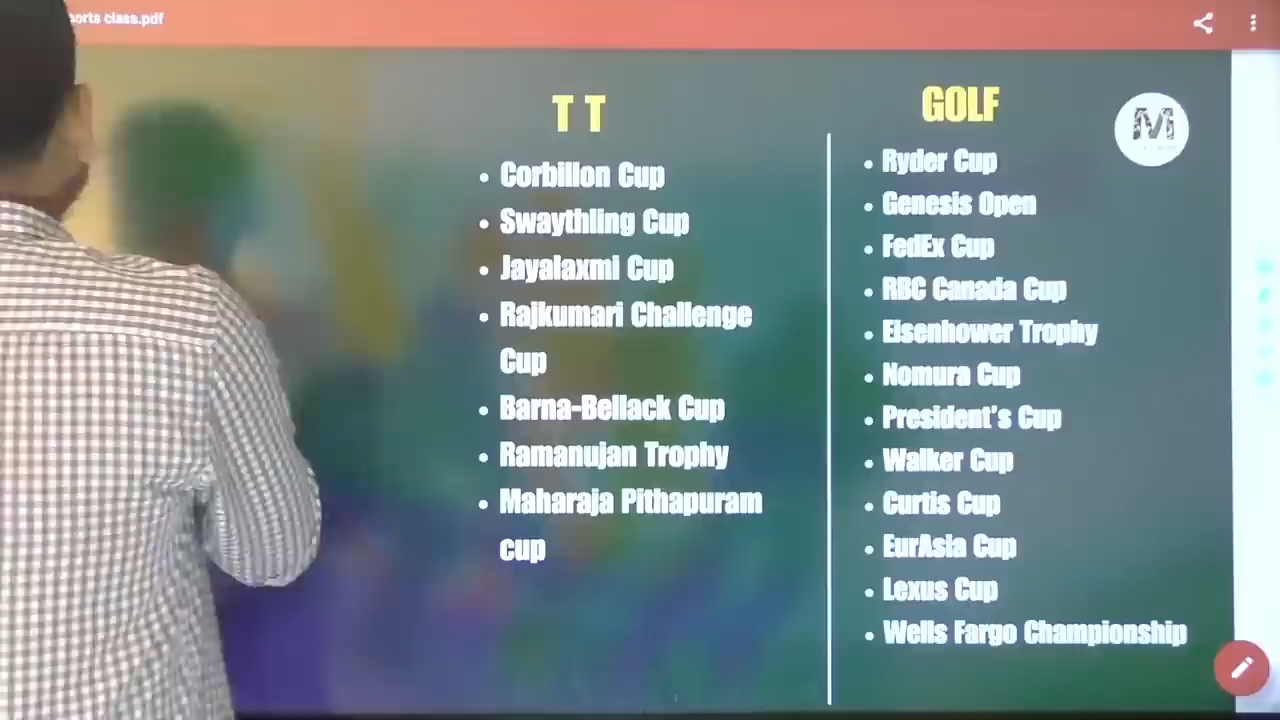 orts class.pdf
T T
• Corbillon Cup
• Swaythling Cup
• Jayalaxmi Cup
• Rajkumari Challenge
Cup
• Barna-Bellack Cup
• Ramanujan Trophy
• Maharaja Pithapuram
cup
GOLF
• Ryder Cup
• Genesis Open
• FedEx Cup
• RBC Canada Cup
• Eisenhower Trophy
• Nomura Cup
• President's Cup
• Walker Cup
• Curtis Cup
• EurAsia Cup
• Lexus Cup
• Wells Fargo Championship
M